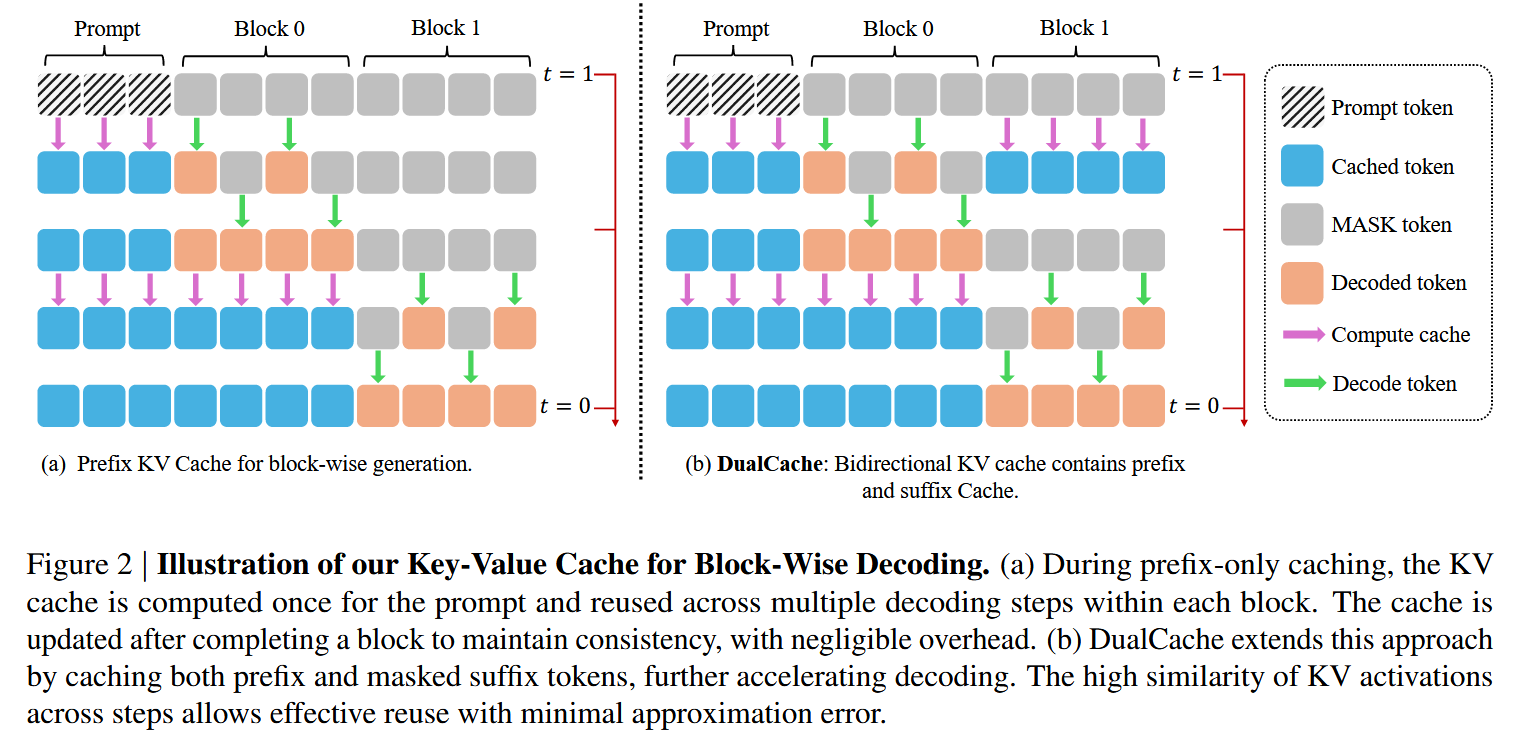 Prompt
Block 0
Block 1
t = 1
t = 0
(a) Prefix KV Cache for block-wise generation.
Prompt
Block 0
Block 1
t = 1
t = 0
(b) DualCache: Bidirectional KV cache contains prefix
and suffix Cache.
Prompt token
Cached token
MASK token
Decoded token
Compute cache
Decode token
Figure 2 | Illustration of our Key-Value Cache for Block-Wise Decoding. (a) During prefix-only caching, the KV
cache is computed once for the prompt and reused across multiple decoding steps within each block. The cache is
updated after completing a block to maintain consistency, with negligible overhead. (b) DualCache extends this approach
by caching both prefix and masked suffix tokens, further accelerating decoding. The high similarity of KV activations
across steps allows effective reuse with minimal approximation error.